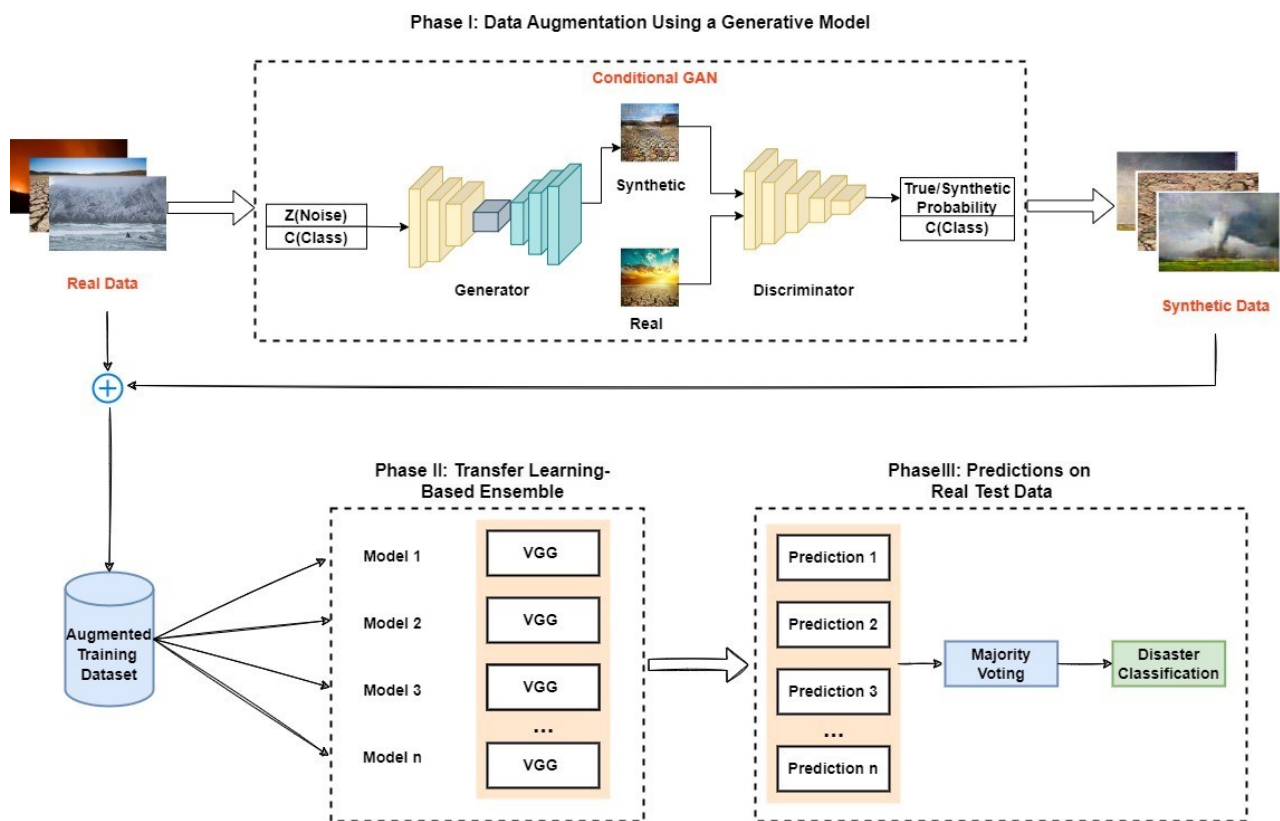 Phase I: Data Augmentation Using a Generative Model
Conditional GAN
Real Data
Z(Noise)
C(Class)
Generator
Synthetic
Real
Discriminator
True/Synthetic
Probability
C(Class)
Synthetic Data
Phase II: Transfer Learning-
Based Ensemble
Augmented
Training
Dataset
Model 1
VGG
Model 2
VGG
Model 3
VGG
...
Model n
VGG
PhaseIII: Predictions on
Real Test Data
Prediction 1
Prediction 2
Prediction 3
...
Prediction n
Majority
Voting
Disaster
Classification